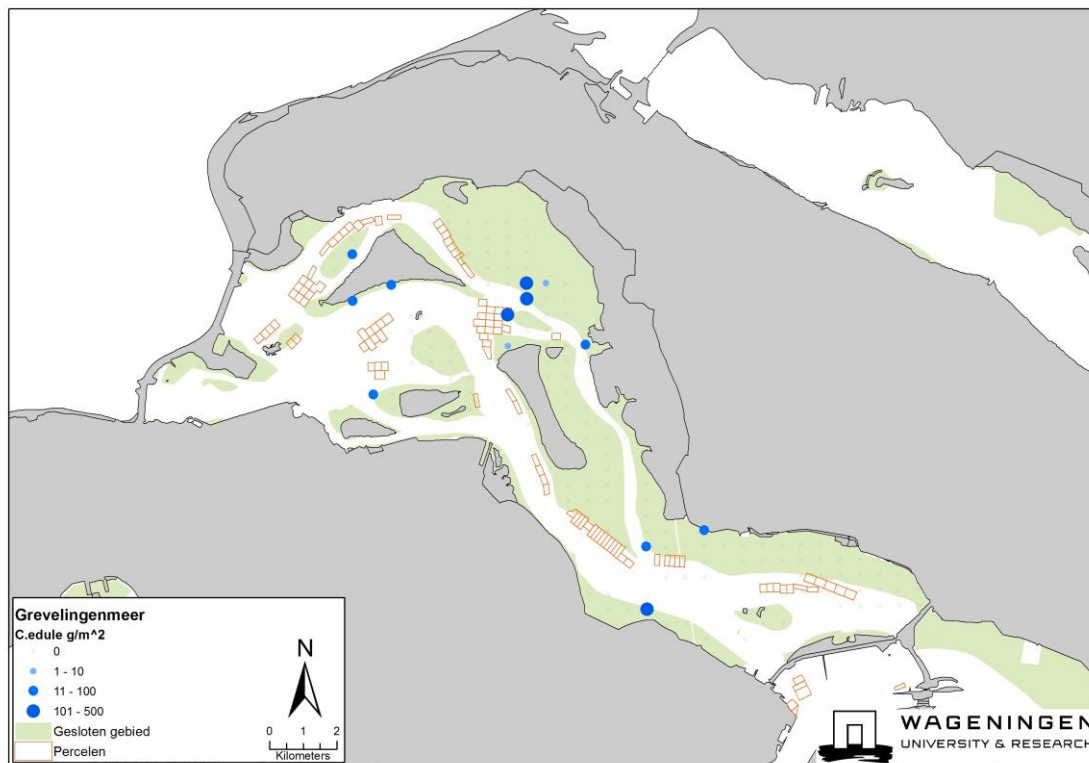 Grevelingenmeer
C.edule g/m^2
0
1 - 10
11 - 100
101 - 500
Gesloten gebied
Percelen
N
0 1 2
Kilometers
WAGENINGEN
UNIVERSITY & RESEARCH